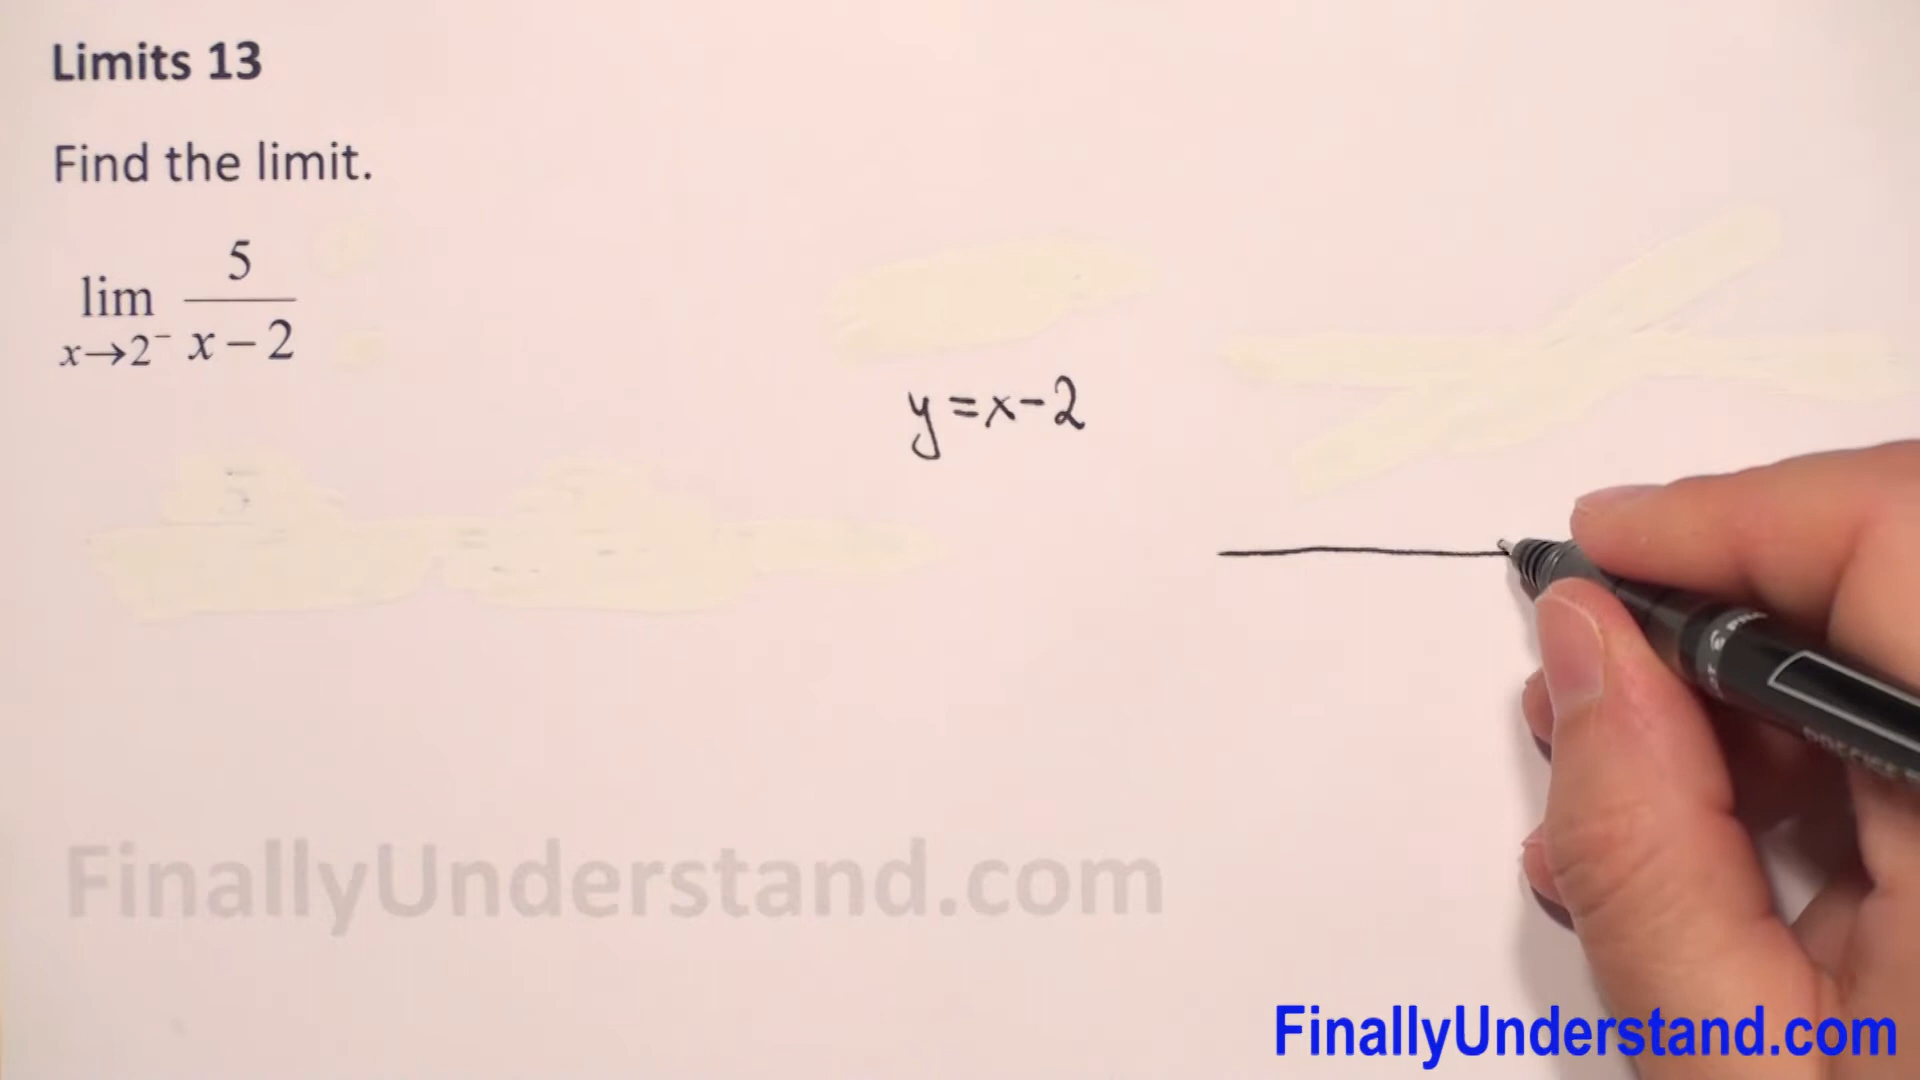 Limits 13
Find the limit.
lim 5
x→2⁻ x − 2
y = x - 2
FinallyUnderstand.com
FinallyUnderstand.com